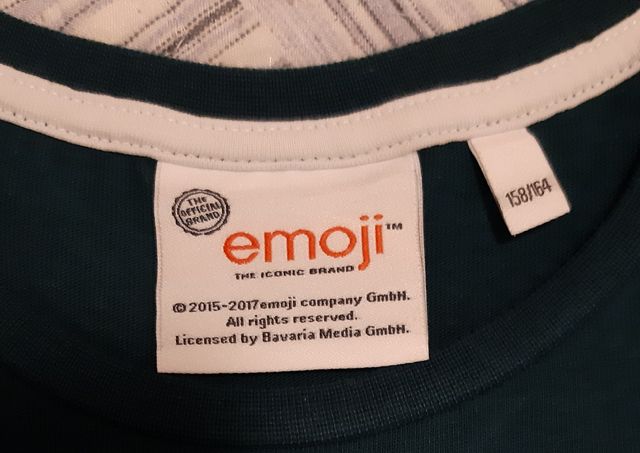 THE
OFFICIAL
BRAND
emoji™
THE ICONIC BRAND
© 2015-2017emoji company GmbH.
All rights reserved.
Licensed by Bavaria Media GmbH.
158/164